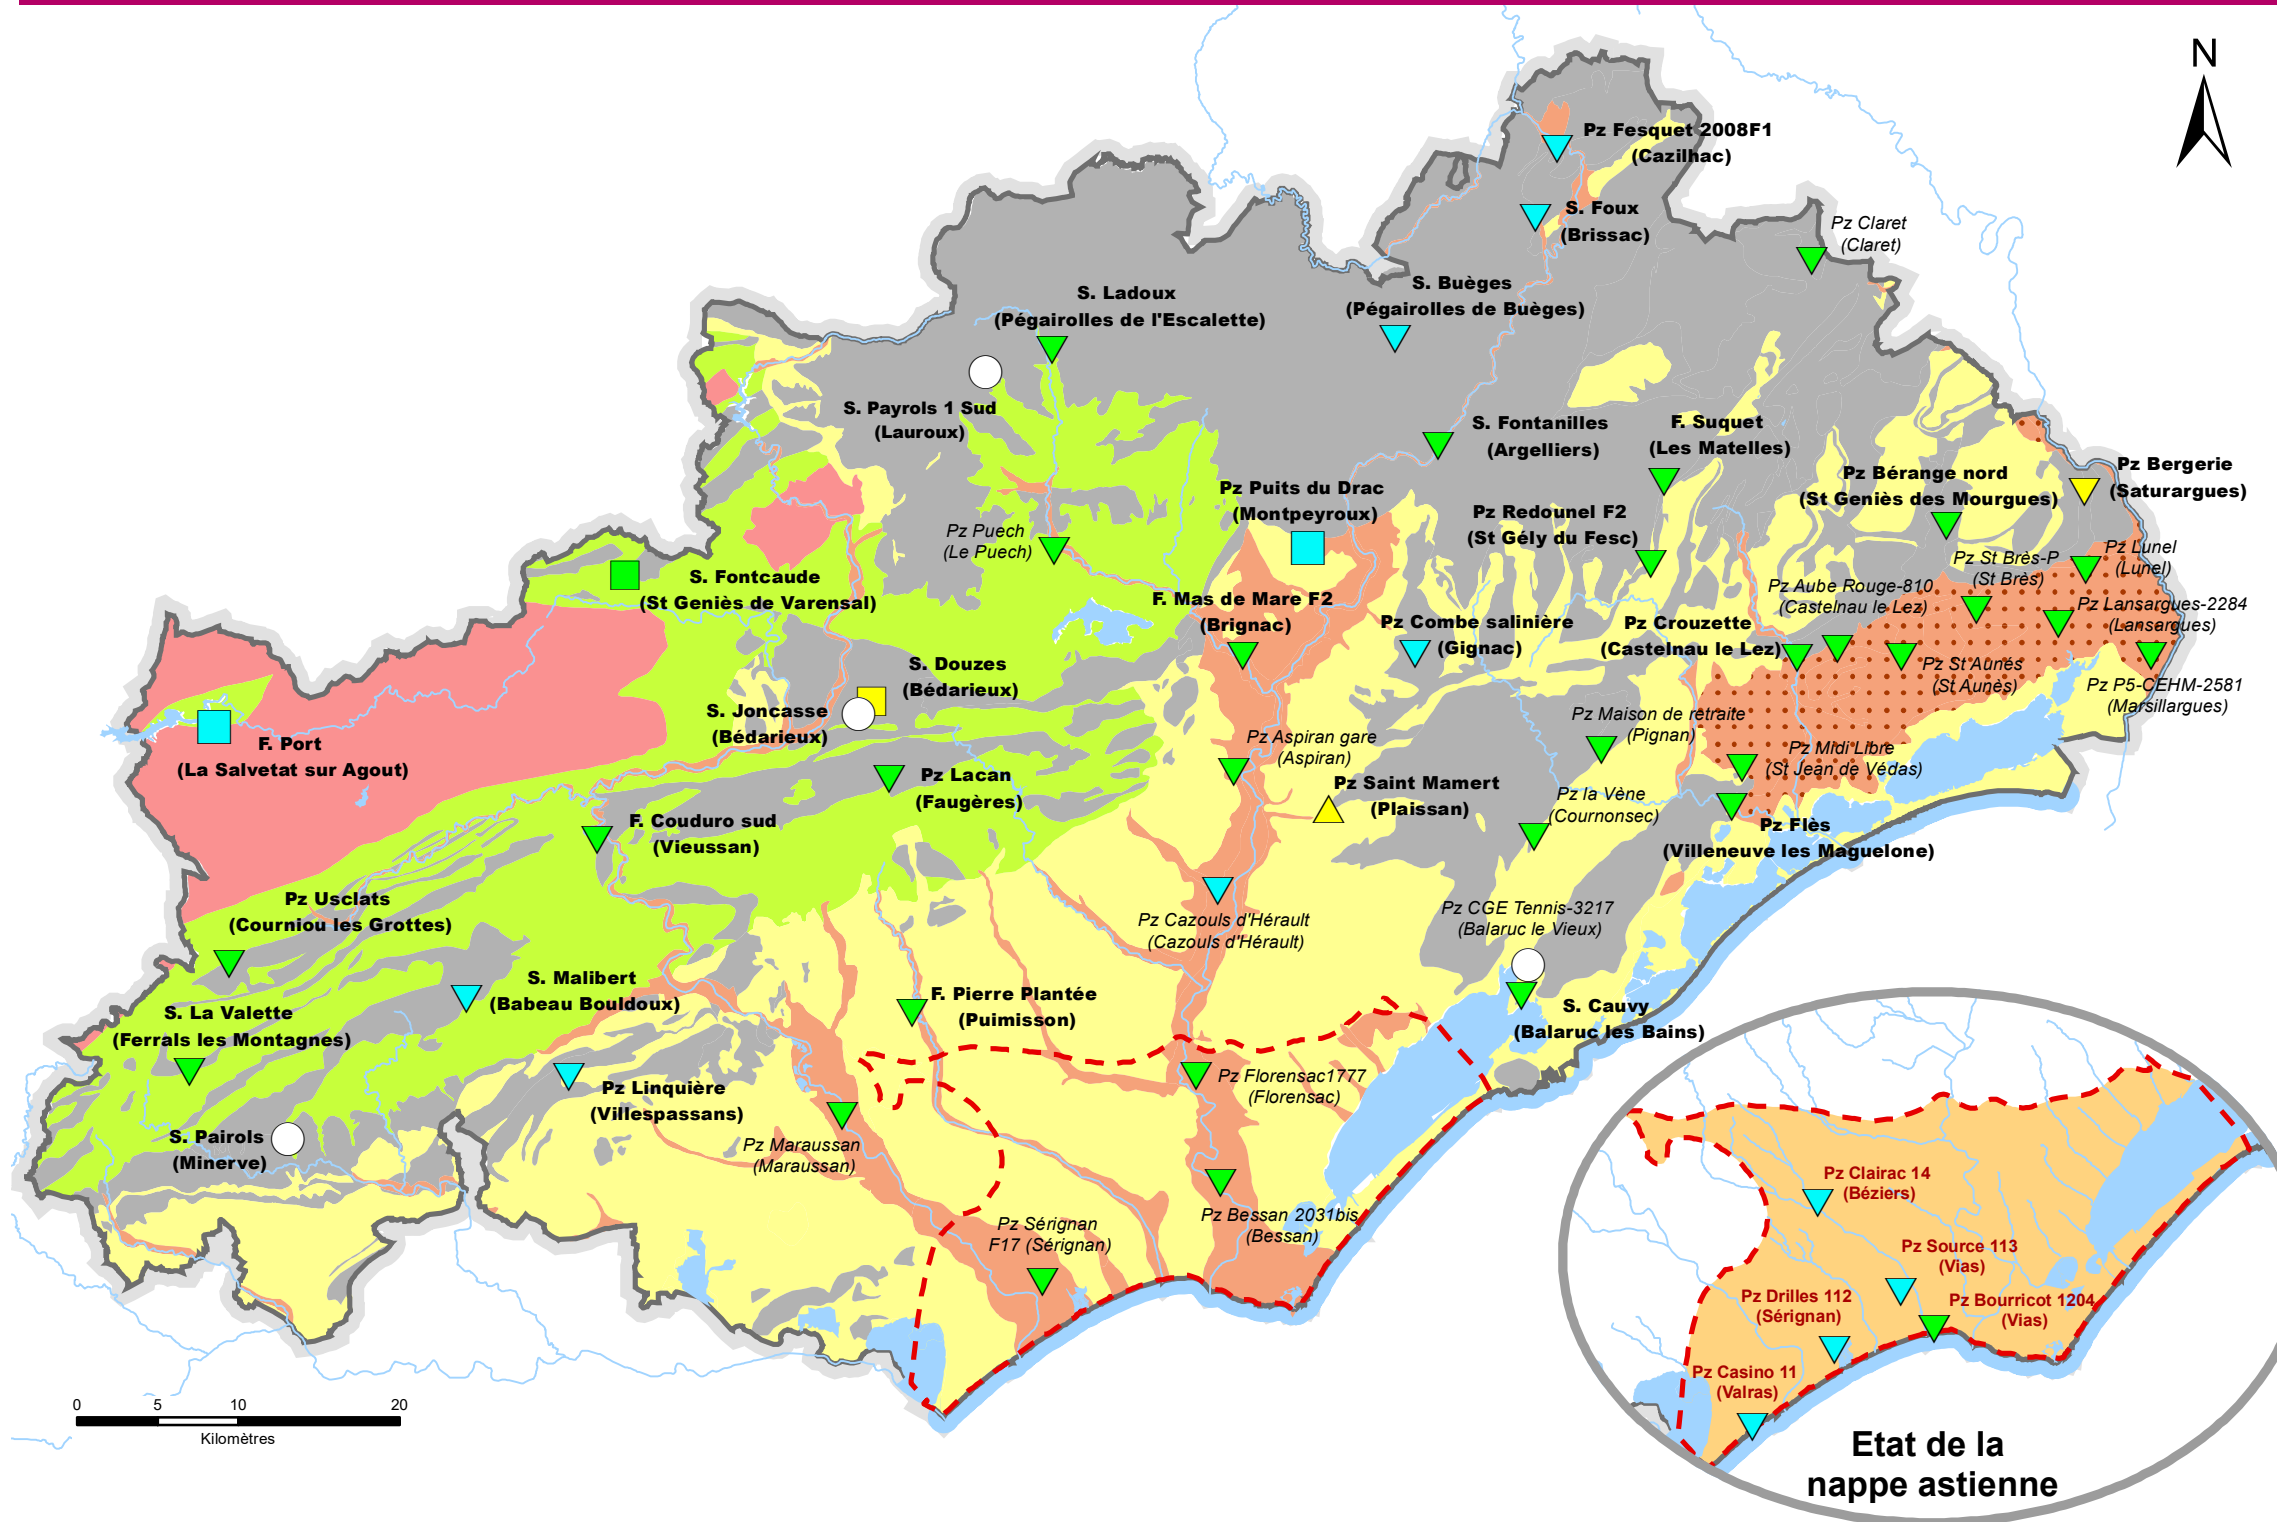 N
Pz Fesquet 2008F1
(Cazilhac)
S. Foux
(Brissac)
Pz Claret
(Claret)
S. Ladoux
(Pégairolles de l'Escalette)
S. Buèges
(Pégairolles de Buèges)
S. Payrols 1 Sud
(Lauroux)
S. Fontanilles
(Argelliers)
F. Suquet
(Les Matelles)
Pz Bérange nord
(St Geniès des Mourgues)
Pz Bergerie
(Saturargues)
Pz Puits du Drac
(Montpeyroux)
Pz Redounel F2
(St Gély du Fesc)
Pz Puech
(Le Puech)
Pz St Brès-P
(St Brès)
Pz Lunel
(Lunel)
S. Fontcaude
(St Geniès de Varensal)
Pz Aube Rouge-810
(Castelnau le Lez)
F. Mas de Mare F2
(Brignac)
Pz Combe salinière
(Gignac)
Pz Crouzette
(Castelnau le Lez)
Pz Lansargues-2284
(Lansargues)
S. Douzes
(Bédarieux)
Pz St Aunés
(St Aunès)
Pz P5-CEHM-2581
(Marsillargues)
S. Joncasse
(Bédarieux)
Pz Maison de retraite
(Pignan)
F. Port
(La Salvetat sur Agout)
Pz Aspiran gare
(Aspiran)
Pz Midi Libre
(St Jean de Védas)
Pz Lacan
(Faugères)
Pz Saint Mamert
(Plaissan)
Pz la Vène
(Cournonsec)
F. Couduro sud
(Vieussan)
Pz Flès
(Villeneuve les Maguelone)
Pz Usclats
(Courniou les Grottes)
Pz Cazouls d'Hérault
(Cazouls d'Hérault)
Pz CGE Tennis-3217
(Balaruc le Vieux)
S. Malibert
(Babeau Bouldoux)
F. Pierre Plantée
(Puimisson)
S. Cauvy
(Balaruc les Bains)
S. La Valette
(Ferrals les Montagnes)
Pz Linquière
(Villespassans)
Pz Florensac1777
(Florensac)
S. Pairols
(Minerve)
Pz Maraussan
(Maraussan)
Pz Sérignan
F17 (Sérignan)
Pz Bessan 2031bis
(Bessan)
Pz Clairac 14
(Béziers)
Pz Source 113
(Vias)
Pz Drilles 112
(Sérignan)
Pz Bourricot 1204
(Vias)
Pz Casino 11
(Valras)
0 5 10 20
Kilomètres
Etat de la
nappe astienne